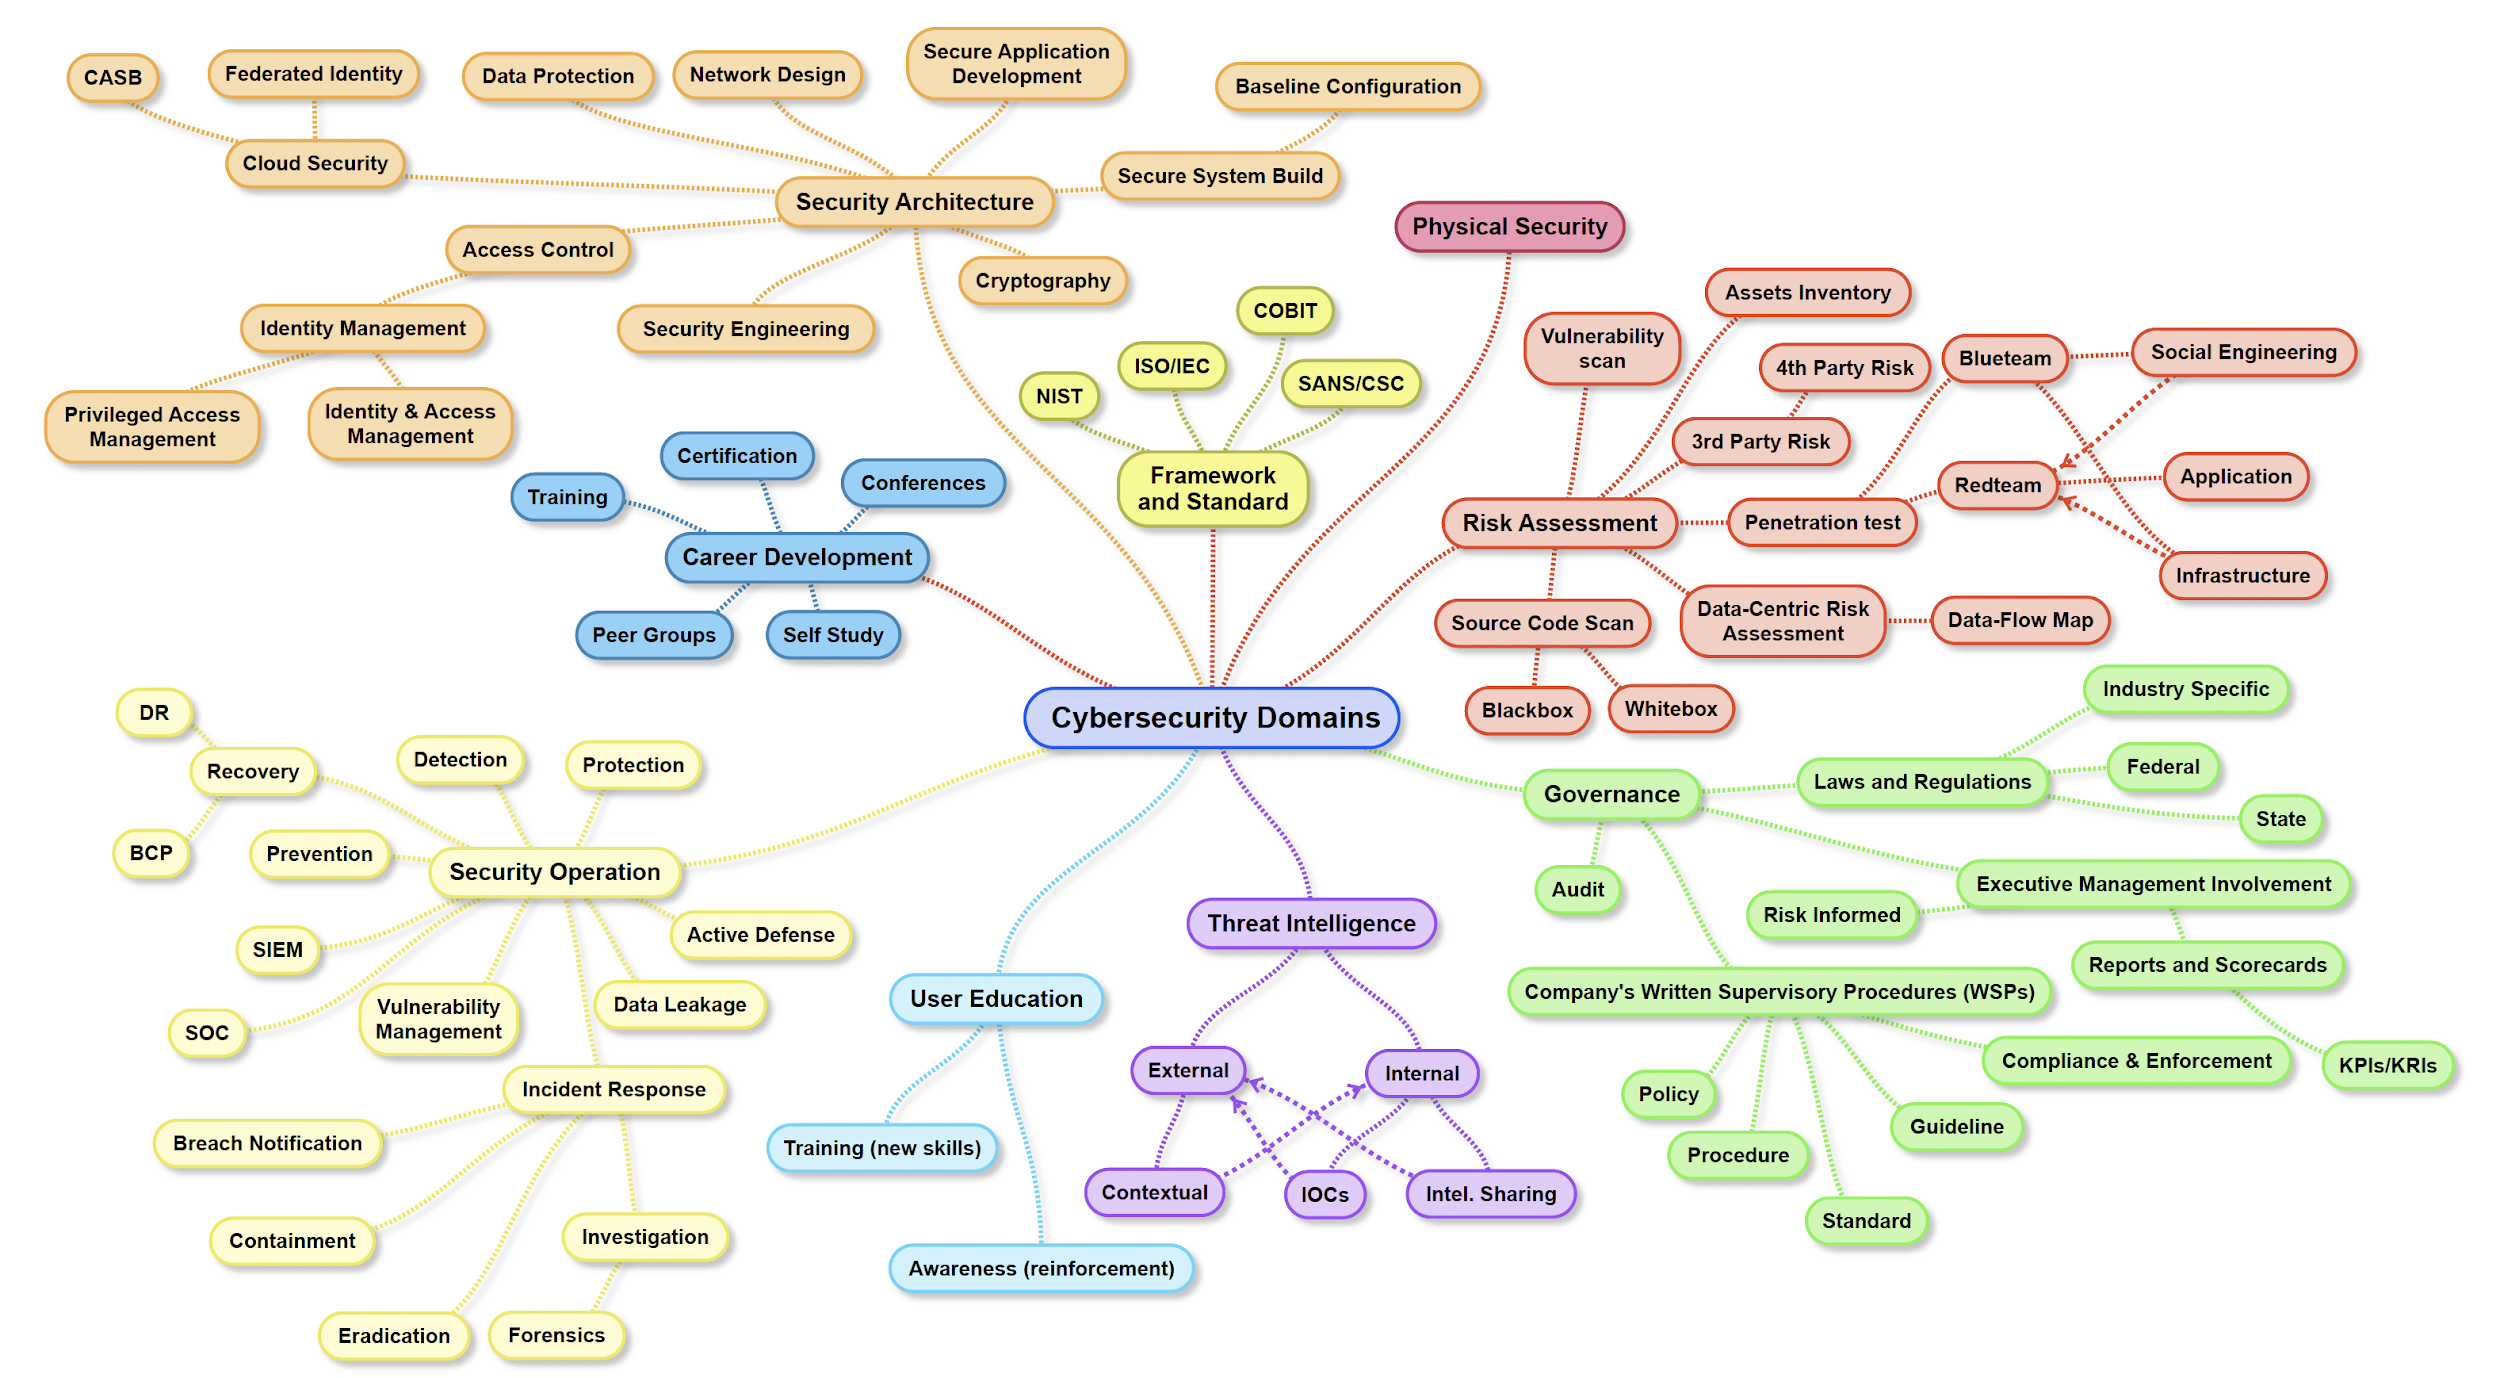 CASB
Federated Identity
Data Protection
Network Design
Secure Application
Development
Baseline Configuration
Cloud Security
Secure System Build
Security Architecture
Access Control
Cryptography
Identity Management
Security Engineering
Privileged Access
Management
Identity & Access
Management
Physical Security
COBIT
ISO/IEC
NIST
SANS/CSC
Framework
and Standard
Certification
Training
Conferences
Career Development
Peer Groups
Self Study
Assets Inventory
Vulnerability
scan
4th Party Risk
Blueteam
Social Engineering
3rd Party Risk
Redteam
Application
Risk Assessment
Penetration test
Infrastructure
Source Code Scan
Data-Centric Risk
Assessment
Data-Flow Map
Blackbox
Whitebox
Cybersecurity Domains
DR
Recovery
Detection
Protection
BCP
Prevention
Security Operation
SIEM
Active Defense
SOC
Vulnerability
Management
Data Leakage
Incident Response
Breach Notification
Containment
Investigation
Eradication
Forensics
User Education
Training (new skills)
Awareness (reinforcement)
Threat Intelligence
External
Internal
Contextual
IOCs
Intel. Sharing
Industry Specific
Governance
Laws and Regulations
Federal
State
Audit
Executive Management Involvement
Risk Informed
Reports and Scorecards
Company's Written Supervisory Procedures (WSPs)
Compliance & Enforcement
KPIs/KRIs
Policy
Guideline
Procedure
Standard